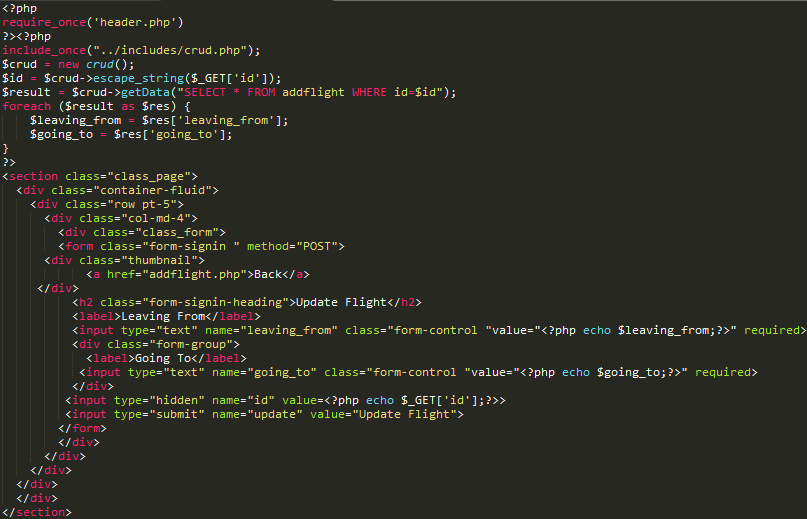 <?php
require_once('header.php')
?><?php
include_once("../includes/crud.php");
$crud = new crud();
$id = $crud->escape_string($_GET['id']);
$result = $crud->getData("SELECT * FROM addflight WHERE id=$id");
foreach ($result as $res) {
    $leaving_from = $res['leaving_from'];
    $going_to = $res['going_to'];
}
?>
<section class="class_page">
  <div class="container-fluid">
    <div class="row pt-5">
      <div class="col-md-4">
        <div class="class_form">
        <form class="form-signin " method="POST">
      <div class="thumbnail">
            <a href="addflight.php">Back</a>
     </div>
          <h2 class="form-signin-heading">Update Flight</h2>
          <label>Leaving From</label>
          <input type="text" name="leaving_from" class="form-control "value="<?php echo $leaving_from;?>" required>
          <div class="form-group">
            <label>Going To</label>
           <input type="text" name="going_to" class="form-control "value="<?php echo $going_to;?>" required>
          </div>
         <input type="hidden" name="id" value=<?php echo $_GET['id'];?>>
         <input type="submit" name="update" value="Update Flight">
        </form>
        </div>
      </div>
    </div>
  </div>
  </div>
</section>